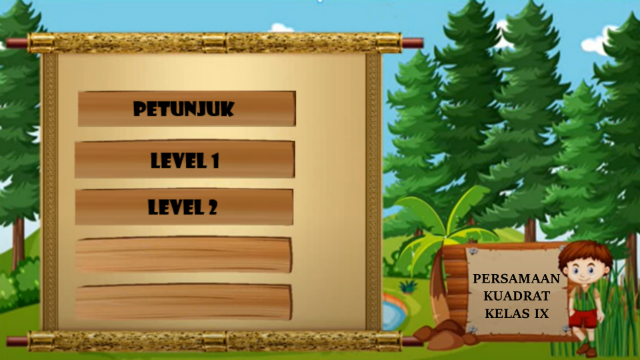 PETUNJUK
LEVEL 1
LEVEL 2
PERSAMAAN
KUADRAT
KELAS IX